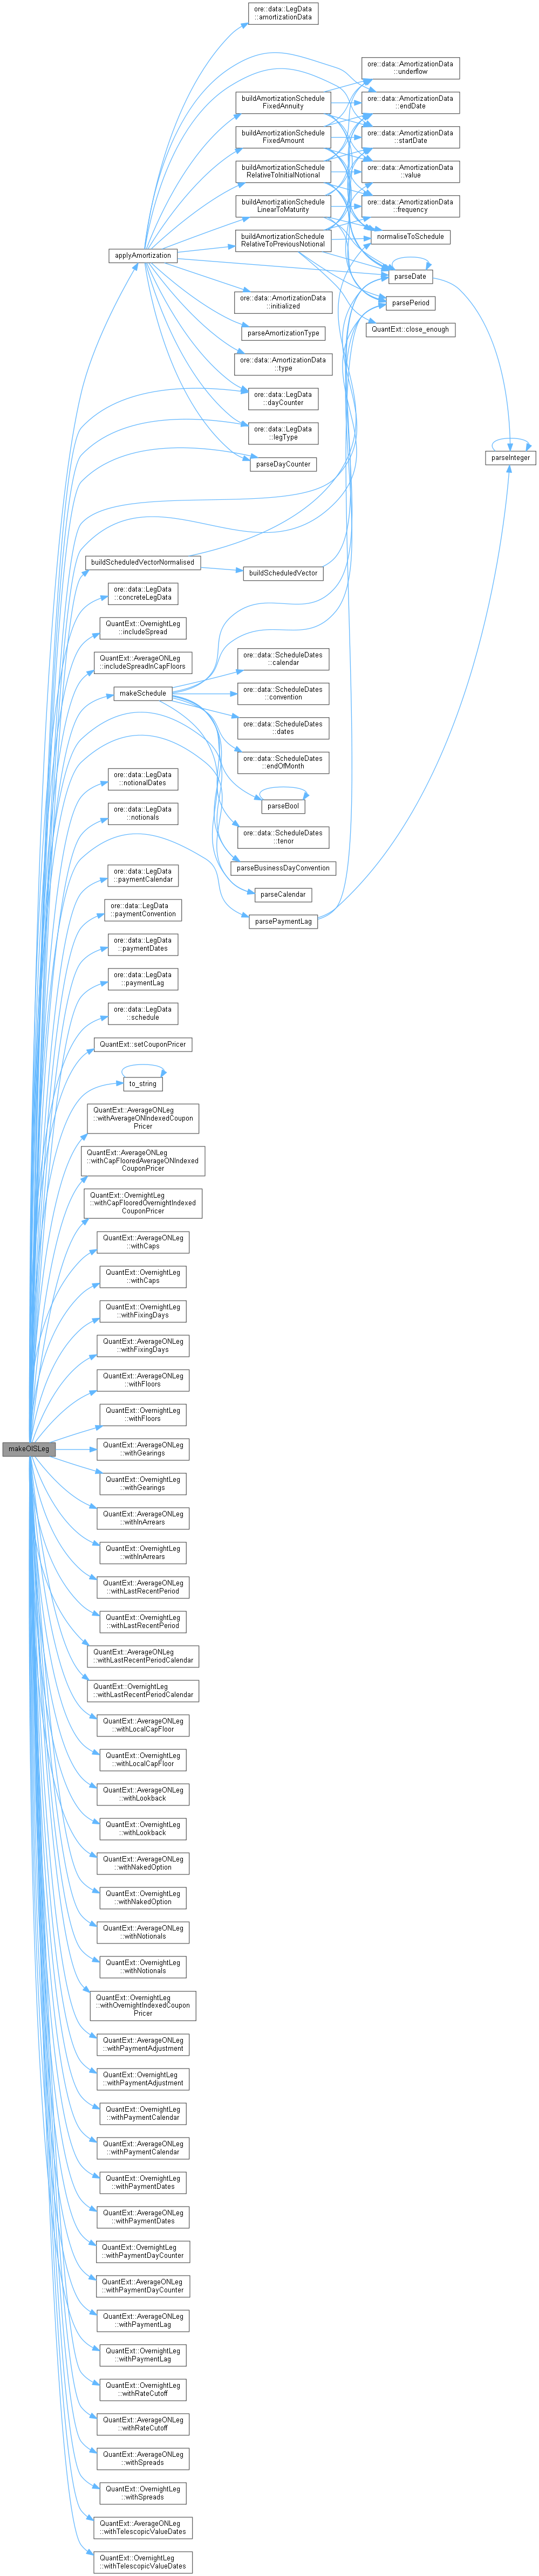 ore::data::LegData
::amortizationData
ore::data::AmortizationData
::underflow
buildAmortizationSchedule
FixedAnnuity
ore::data::AmortizationData
::endDate
buildAmortizationSchedule
FixedAmount
ore::data::AmortizationData
::startDate
buildAmortizationSchedule
RelativeToInitialNotional
ore::data::AmortizationData
::value
buildAmortizationSchedule
LinearToMaturity
ore::data::AmortizationData
::frequency
buildAmortizationSchedule
RelativeToPreviousNotional
normaliseToSchedule
applyAmortization
parseDate
ore::data::AmortizationData
::initialized
parsePeriod
parseAmortizationType
QuantExt::close_enough
ore::data::AmortizationData
::type
ore::data::LegData
::dayCounter
ore::data::LegData
::legType
parseDayCounter
parseInteger
buildScheduledVectorNormalised
buildScheduledVector
ore::data::LegData
::concreteLegData
QuantExt::OvernightLeg
::includeSpread
QuantExt::AverageONLeg
::includeSpreadInCapFloors
ore::data::ScheduleDates
::calendar
makeSchedule
ore::data::ScheduleDates
::convention
ore::data::ScheduleDates
::dates
ore::data::ScheduleDates
::endOfMonth
ore::data::LegData
::notionalDates
parseBool
ore::data::LegData
::notionals
ore::data::ScheduleDates
::tenor
parseBusinessDayConvention
ore::data::LegData
::paymentCalendar
parseCalendar
ore::data::LegData
::paymentConvention
parsePaymentLag
ore::data::LegData
::paymentDates
ore::data::LegData
::paymentLag
ore::data::LegData
::schedule
QuantExt::setCouponPricer
to_string
QuantExt::AverageONLeg
::withAverageONIndexedCoupon
Pricer
QuantExt::AverageONLeg
::withCapFlooredAverageONIndexed
CouponPricer
QuantExt::OvernightLeg
::withCapFlooredOvernightIndexed
CouponPricer
QuantExt::AverageONLeg
::withCaps
QuantExt::OvernightLeg
::withCaps
QuantExt::OvernightLeg
::withFixingDays
QuantExt::AverageONLeg
::withFixingDays
QuantExt::AverageONLeg
::withFloors
QuantExt::OvernightLeg
::withFloors
makeOISLeg
QuantExt::AverageONLeg
::withGearings
QuantExt::OvernightLeg
::withGearings
QuantExt::AverageONLeg
::withInArrears
QuantExt::OvernightLeg
::withInArrears
QuantExt::AverageONLeg
::withLastRecentPeriod
QuantExt::OvernightLeg
::withLastRecentPeriod
QuantExt::AverageONLeg
::withLastRecentPeriodCalendar
QuantExt::OvernightLeg
::withLastRecentPeriodCalendar
QuantExt::AverageONLeg
::withLocalCapFloor
QuantExt::OvernightLeg
::withLocalCapFloor
QuantExt::AverageONLeg
::withLookback
QuantExt::OvernightLeg
::withLookback
QuantExt::AverageONLeg
::withNakedOption
QuantExt::OvernightLeg
::withNakedOption
QuantExt::AverageONLeg
::withNotionals
QuantExt::OvernightLeg
::withNotionals
QuantExt::OvernightLeg
::withOvernightIndexedCoupon
Pricer
QuantExt::AverageONLeg
::withPaymentAdjustment
QuantExt::OvernightLeg
::withPaymentAdjustment
QuantExt::OvernightLeg
::withPaymentCalendar
QuantExt::AverageONLeg
::withPaymentCalendar
QuantExt::OvernightLeg
::withPaymentDates
QuantExt::AverageONLeg
::withPaymentDates
QuantExt::OvernightLeg
::withPaymentDayCounter
QuantExt::AverageONLeg
::withPaymentDayCounter
QuantExt::AverageONLeg
::withPaymentLag
QuantExt::OvernightLeg
::withPaymentLag
QuantExt::OvernightLeg
::withRateCutoff
QuantExt::AverageONLeg
::withRateCutoff
QuantExt::AverageONLeg
::withSpreads
QuantExt::OvernightLeg
::withSpreads
QuantExt::AverageONLeg
::withTelescopicValueDates
QuantExt::OvernightLeg
::withTelescopicValueDates